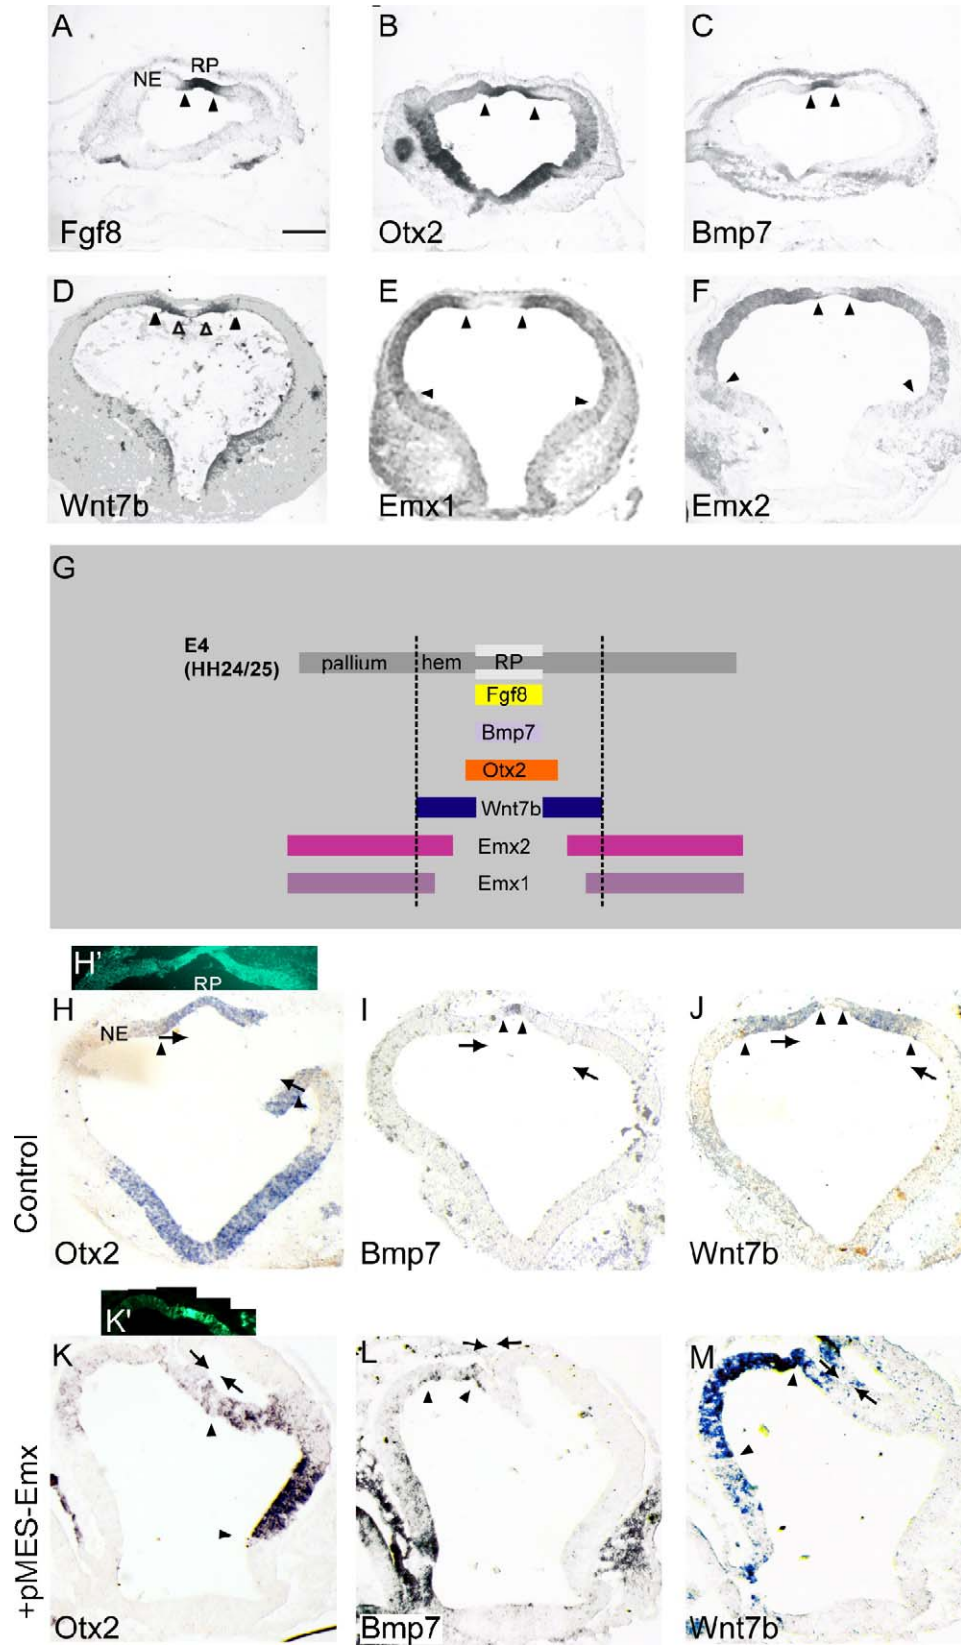 A
B
C
NE
RP
Fgf8
Otx2
Bmp7
D
E
F
Wnt7b
Emx1
Emx2
G
E4
(HH24/25)
pallium
hem
RP
Fgf8
Bmp7
Otx2
Wnt7b
Emx2
Emx1
H'
RP
H
I
J
NE
Control
Otx2
Bmp7
Wnt7b
K'
K
L
M
+pMES-Emx
Otx2
Bmp7
Wnt7b